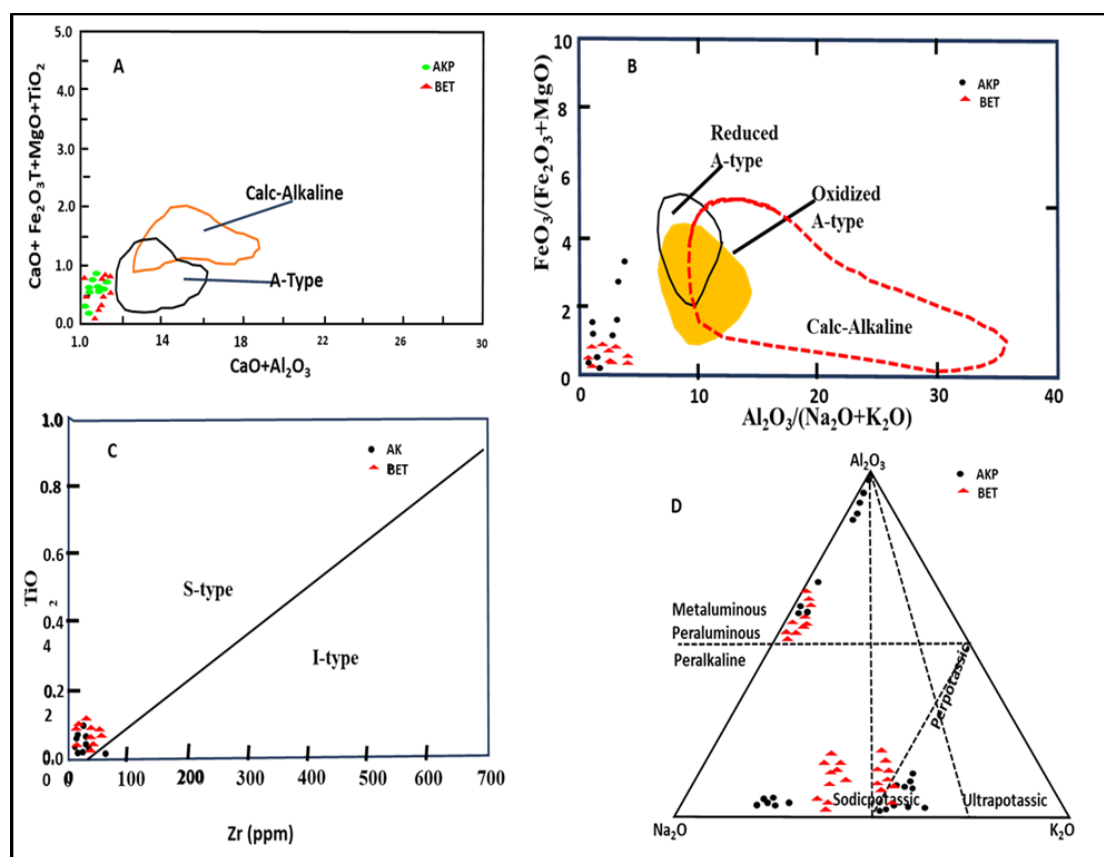 A
AKP
BET
CaO+ Fe2O3T+MgO+TiO2
5.0
4.0
3.0
2.0
1.0
0.0
Calc-Alkaline
A-Type
1.0
14
18
22
26
30
CaO+Al2O3
B
AKP
BET
FeO3/(Fe2O3+MgO)
10
8
6
4
2
0
Reduced
A-type
Oxidized
A-type
Calc-Alkaline
0
10
20
30
40
Al2O3/(Na2O+K2O)
C
AK
BET
TiO
2
1.0
0.8
0.6
0.4
4
0.2
2
0.0
0
S-type
I-type
0
100
200
300
400
500
600
700
Zr (ppm)
D
Al2O3
AKP
BET
Metaluminous
Peraluminous
Peralkaline
Perpotassic
Sodicpotassic
Ultrapotassic
Na2O
K2O